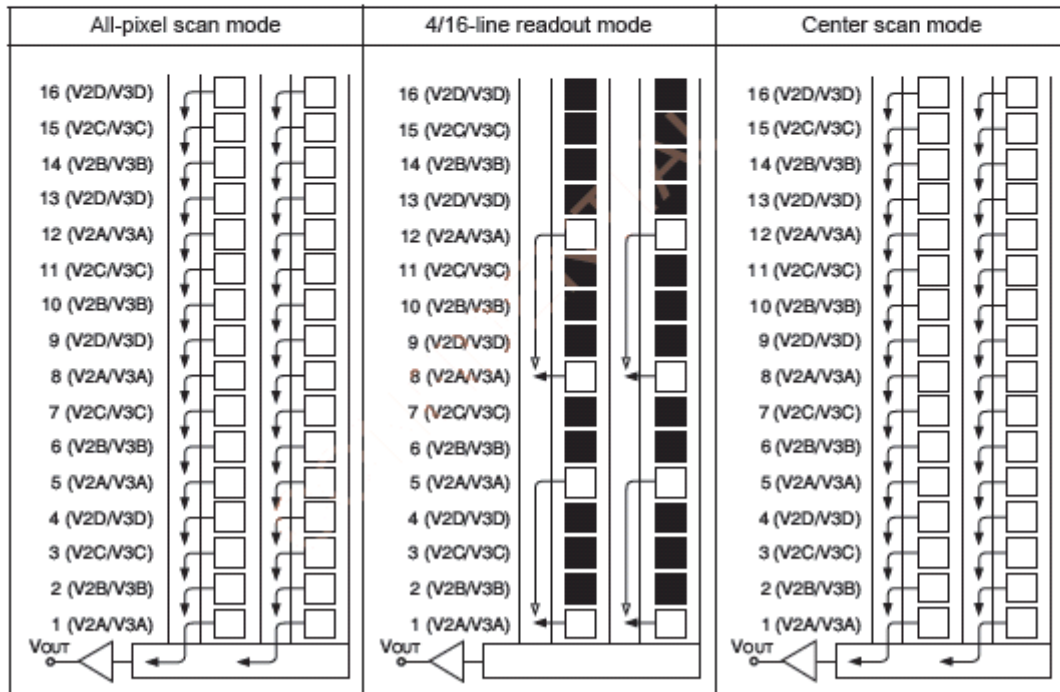 All-pixel scan mode
16 (V2D/V3D)
15 (V2C/V3C)
14 (V2B/V3B)
13 (V2D/V3D)
12 (V2A/V3A)
11 (V2C/V3C)
10 (V2B/V3B)
9 (V2D/V3D)
8 (V2A/V3A)
7 (V2C/V3C)
6 (V2B/V3B)
5 (V2A/V3A)
4 (V2D/V3D)
3 (V2C/V3C)
2 (V2B/V3B)
1 (V2A/V3A)
VOUT
4/16-line readout mode
16 (V2D/V3D)
15 (V2C/V3C)
14 (V2B/V3B)
13 (V2D/V3D)
12 (V2A/V3A)
11 (V2C/V3C)
10 (V2B/V3B)
9 (V2D/V3D)
8 (V2A/V3A)
7 (V2C/V3C)
6 (V2B/V3B)
5 (V2A/V3A)
4 (V2D/V3D)
3 (V2C/V3C)
2 (V2B/V3B)
1 (V2A/V3A)
VOUT
Center scan mode
16 (V2D/V3D)
15 (V2C/V3C)
14 (V2B/V3B)
13 (V2D/V3D)
12 (V2A/V3A)
11 (V2C/V3C)
10 (V2B/V3B)
9 (V2D/V3D)
8 (V2A/V3A)
7 (V2C/V3C)
6 (V2B/V3B)
5 (V2A/V3A)
4 (V2D/V3D)
3 (V2C/V3C)
2 (V2B/V3B)
1 (V2A/V3A)
VOUT